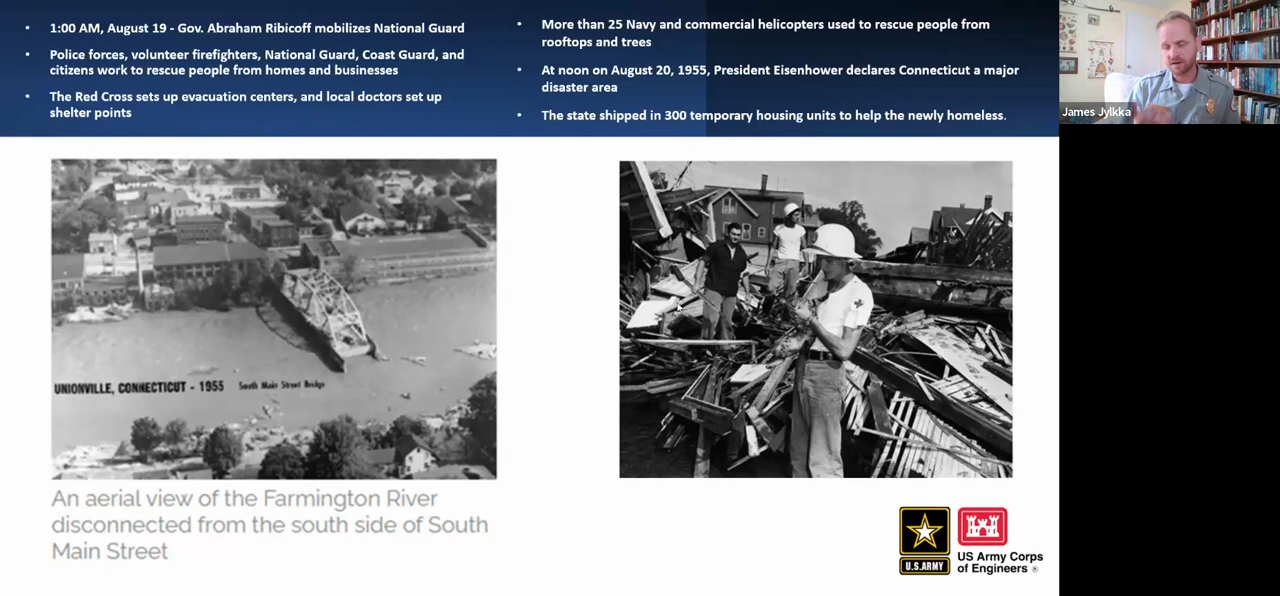 • 1:00 AM, August 19 - Gov. Abraham Ribicoff mobilizes National Guard
• Police forces, volunteer firefighters, National Guard, Coast Guard, and
citizens work to rescue people from homes and businesses
• The Red Cross sets up evacuation centers, and local doctors set up
shelter points
• More than 25 Navy and commercial helicopters used to rescue people from
rooftops and trees
• At noon on August 20, 1955, President Eisenhower declares Connecticut a major
disaster area
• The state shipped in 300 temporary housing units to help the newly homeless.
James Jylkka
UNIONVILLE, CONNECTICUT - 1955 South Main Street Bridge
An aerial view of the Farmington River
disconnected from the south side of South
Main Street
U.S.ARMY
US Army Corps
of Engineers ®